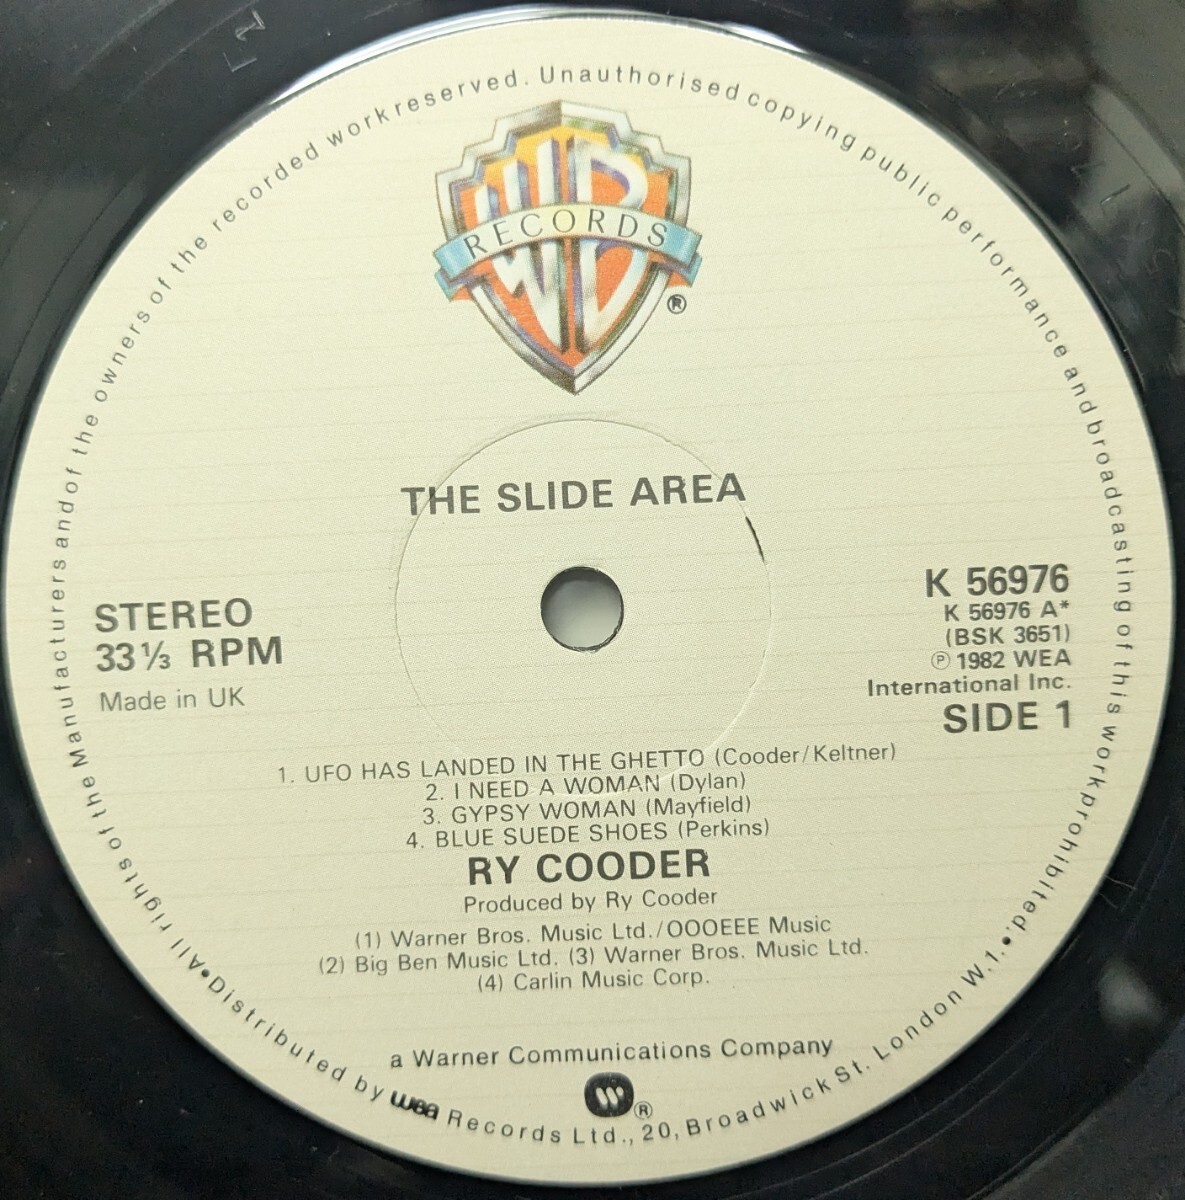 All rights of the Manufacturers and of the owners of the recorded work reserved. Unauthorised copying public performance and broadcasting of this work prohibited.
WB
RECORDS
®
THE SLIDE AREA
STEREO
33⅓ RPM
Made in UK
K 56976
K 56976 A*
(BSK 3651)
℗ 1982 WEA
International Inc.
SIDE 1
1. UFO HAS LANDED IN THE GHETTO (Cooder/Keltner)
2. I NEED A WOMAN (Dylan)
3. GYPSY WOMAN (Mayfield)
4. BLUE SUEDE SHOES (Perkins)
RY COODER
Produced by Ry Cooder
(1) Warner Bros. Music Ltd./OOOEEE Music
(2) Big Ben Music Ltd. (3) Warner Bros. Music Ltd.
(4) Carlin Music Corp.
a Warner Communications Company
W ®
•Distributed by wea Records Ltd., 20, Broadwick St. London W.1.•